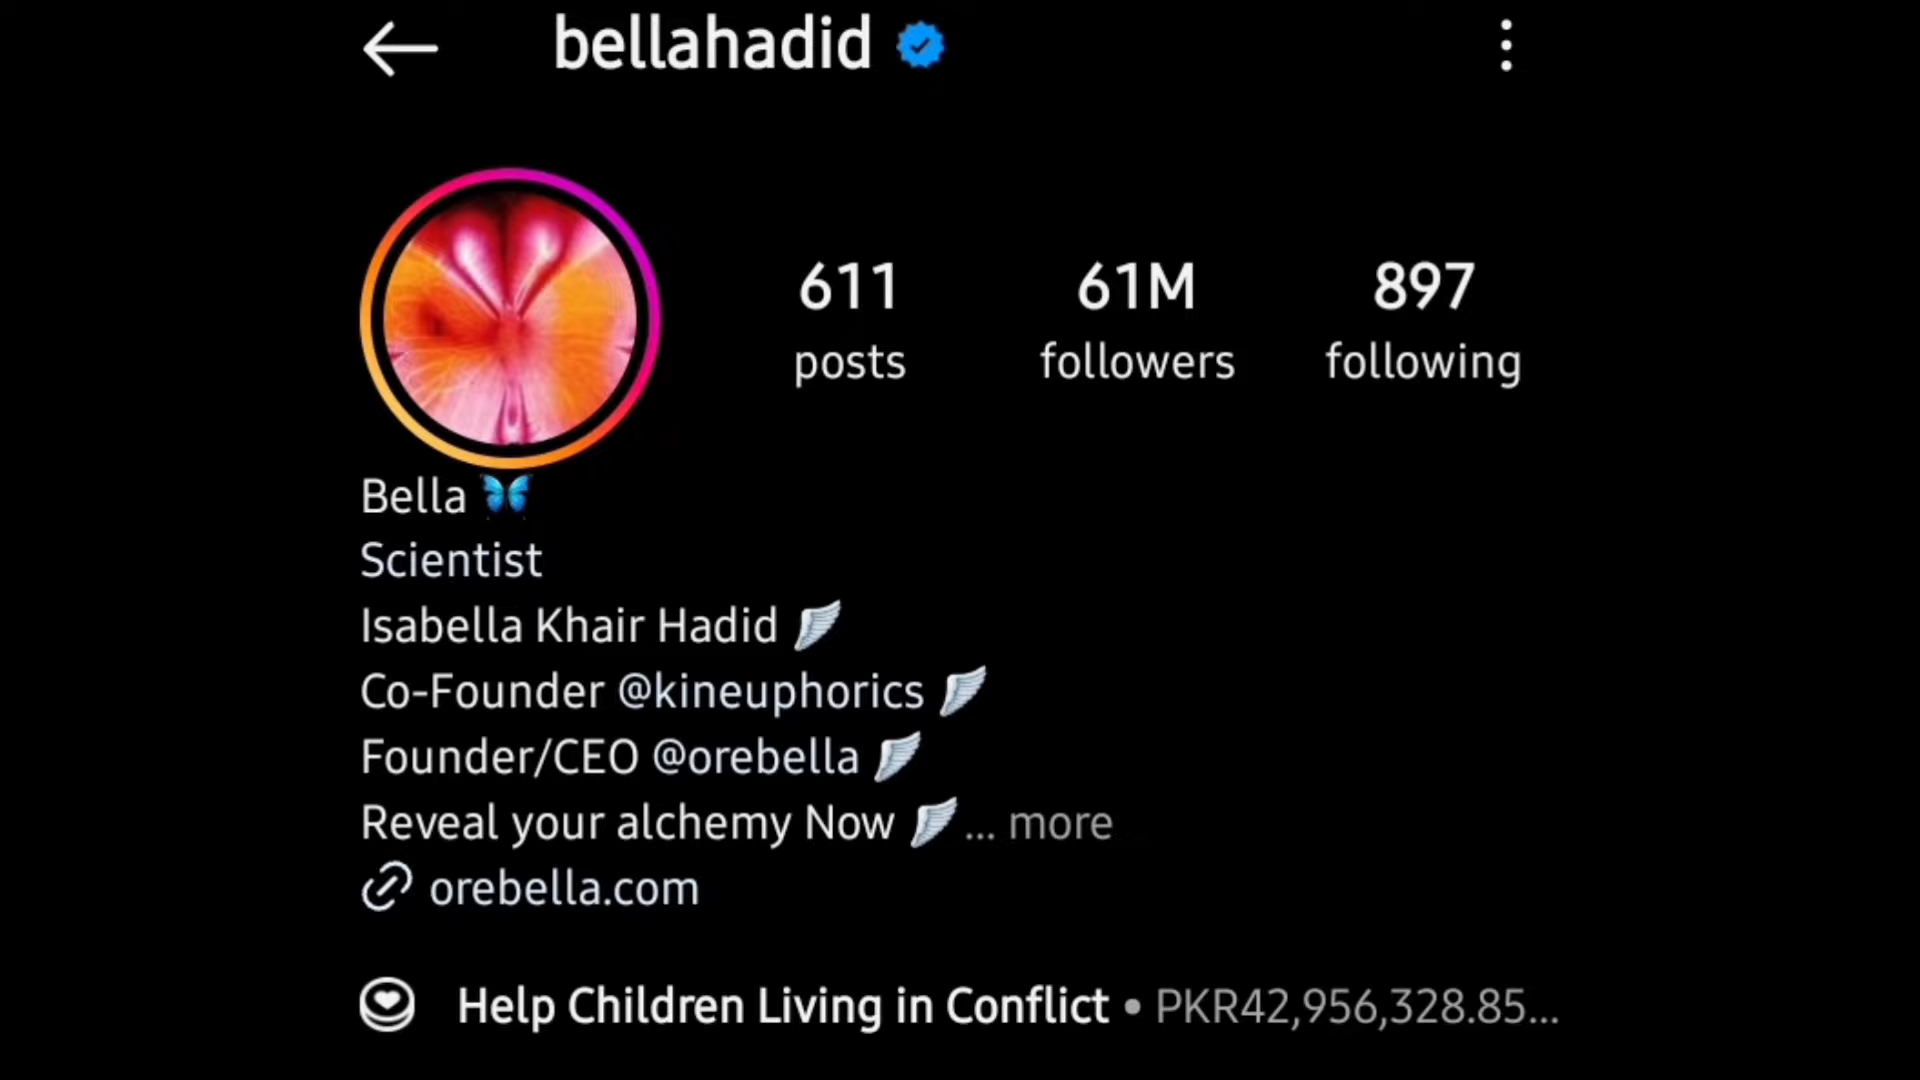 bellahadid
611 61M 897
posts followers following
Bella 🦋
Scientist
Isabella Khair Hadid 🪽
Co-Founder @kineuphorics 🪽
Founder/CEO @orebella 🪽
Reveal your alchemy Now 🪽... more
orebella.com
Help Children Living in Conflict • PKR42,956,328.85...